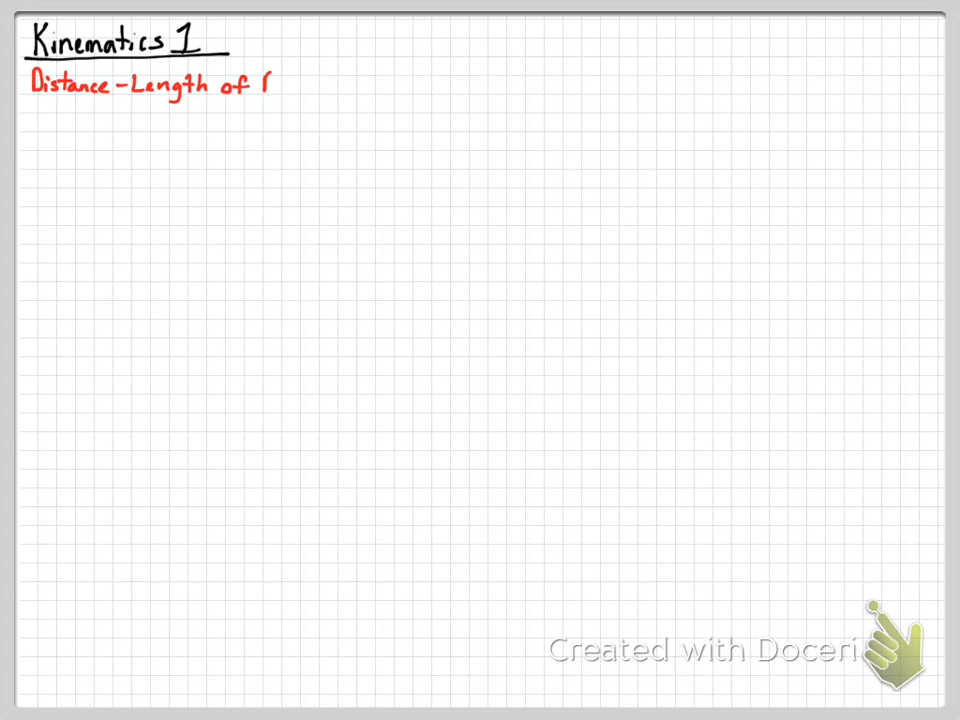 Kinematics 1
Distance - Length of
Created with Doceri